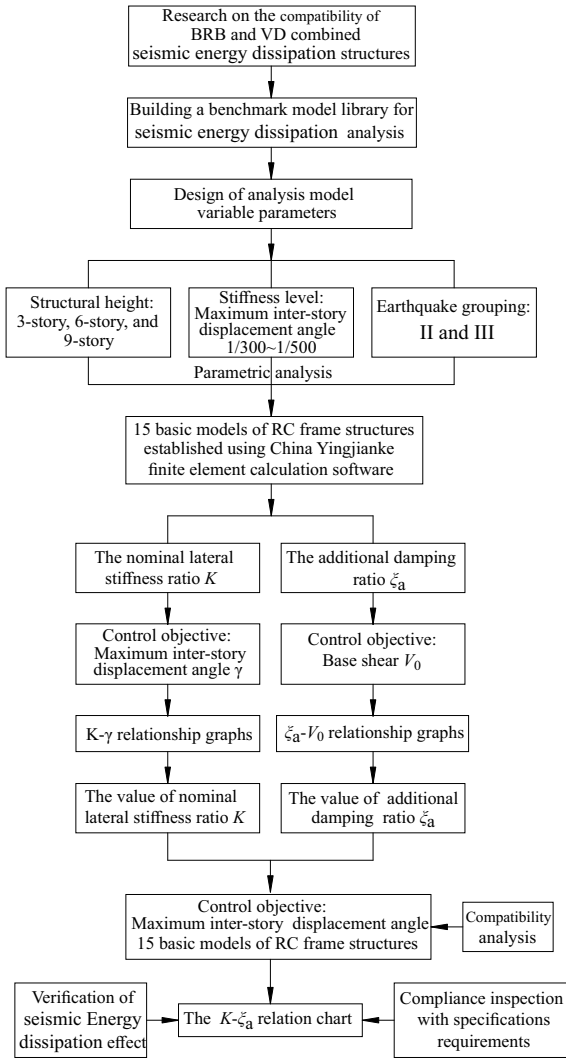 Research on the compatibility of
BRB and VD combined
seismic energy dissipation structures
Building a benchmark model library for
seismic energy dissipation analysis
Design of analysis model
variable parameters
Structural height:
3-story, 6-story, and
9-story
Stiffness level:
Maximum inter-story
displacement angle
1/300~1/500
Earthquake grouping:
II and III
Parametric analysis
15 basic models of RC frame structures
established using China Yingjianke
finite element calculation software
The nominal lateral
stiffness ratio K
The additional damping
ratio ξa
Control objective:
Maximum inter-story
displacement angle γ
Control objective:
Base shear V0
K-γ relationship graphs
ξa-V0 relationship graphs
The value of nominal
lateral stiffness ratio K
The value of additional
damping ratio ξa
Control objective:
Maximum inter-story displacement angle
15 basic models of RC frame structures
Compatibility
analysis
Verification of
seismic Energy
dissipation effect
The K-ξa relation chart
Compliance inspection
with specifications
requirements